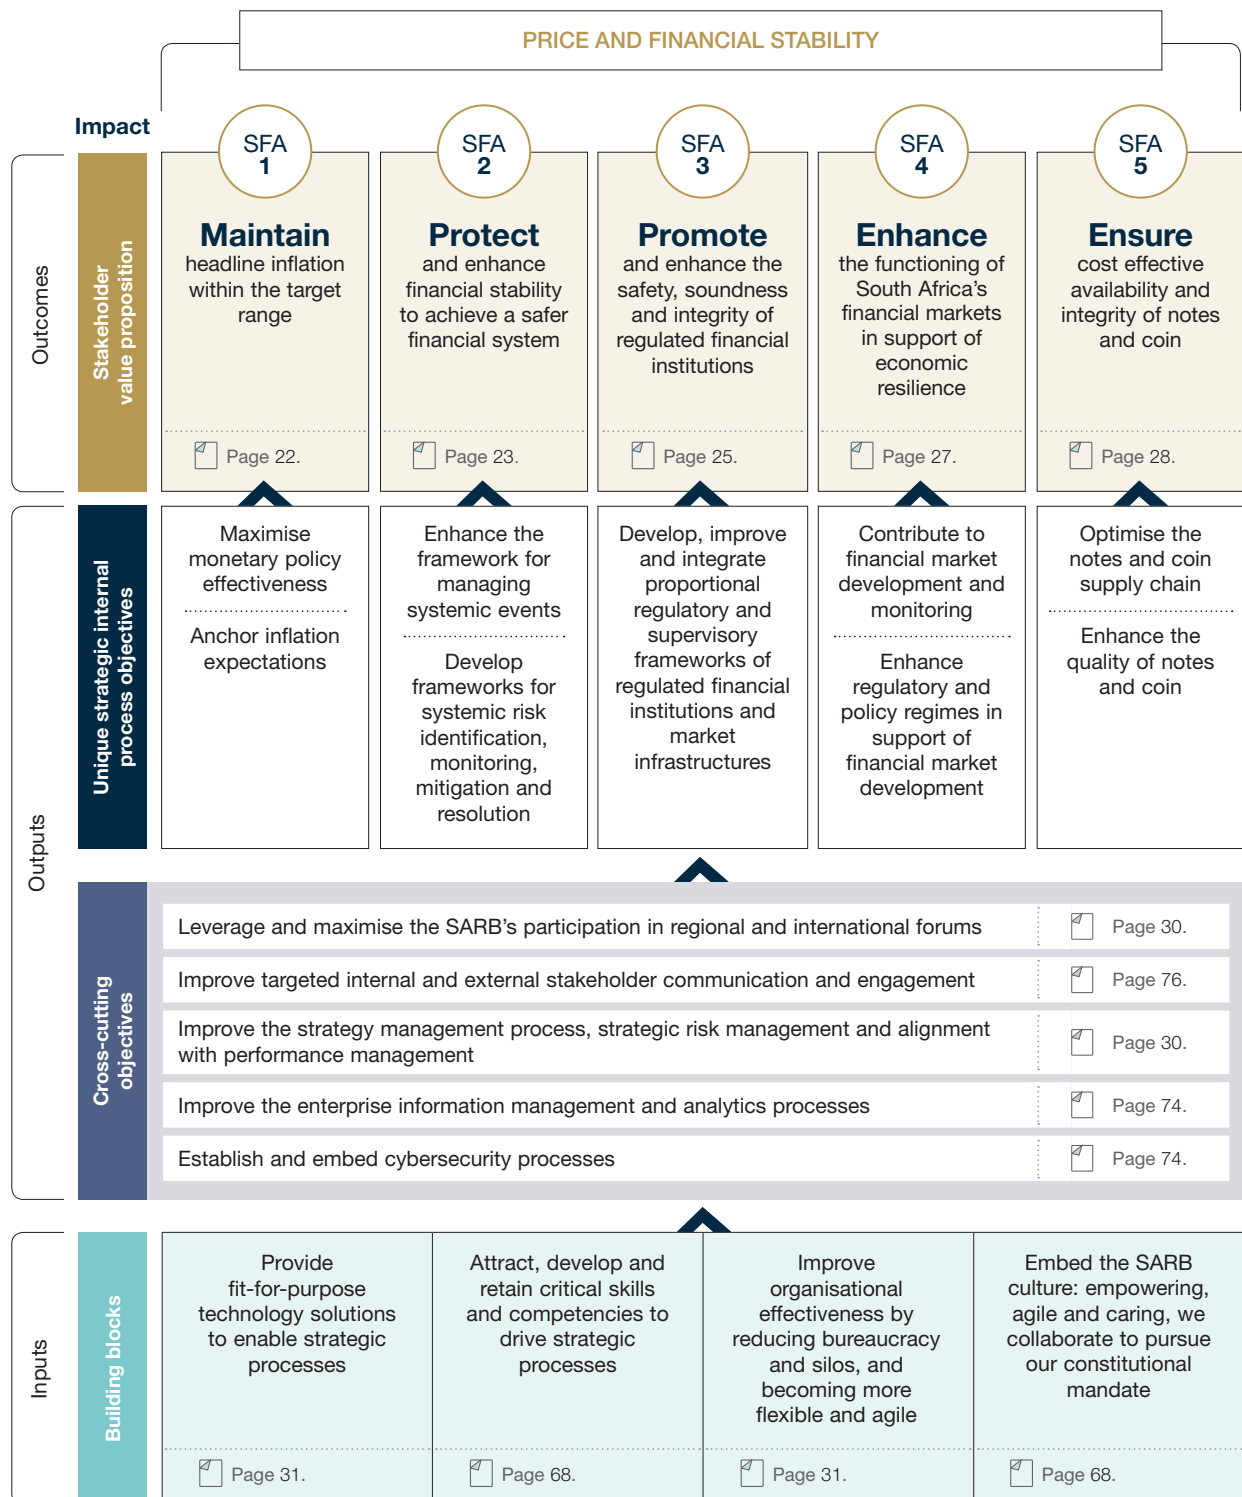 PRICE AND FINANCIAL STABILITY
Impact
SFA
1
SFA
2
SFA
3
SFA
4
SFA
5
Outcomes
Stakeholder
value proposition
Maintain
headline inflation
within the target
range
Page 22.
Protect
and enhance
financial stability
to achieve a safer
financial system
Page 23.
Promote
and enhance the
safety, soundness
and integrity of
regulated financial
institutions
Page 25.
Enhance
the functioning of
South Africa’s
financial markets
in support of
economic
resilience
Page 27.
Ensure
cost effective
availability and
integrity of notes
and coin
Page 28.
Outputs
Unique strategic internal
process objectives
Maximise
monetary policy
effectiveness
Anchor inflation
expectations
Enhance the
framework for
managing
systemic events
Develop
frameworks for
systemic risk
identification,
monitoring,
mitigation and
resolution
Develop, improve
and integrate
proportional
regulatory and
supervisory
frameworks of
regulated financial
institutions and
market
infrastructures
Contribute to
financial market
development and
monitoring
Enhance
regulatory and
policy regimes in
support of
financial market
development
Optimise the
notes and coin
supply chain
Enhance the
quality of notes
and coin
Cross-cutting
objectives
Leverage and maximise the SARB’s participation in regional and international forums
Page 30.
Improve targeted internal and external stakeholder communication and engagement
Page 76.
Improve the strategy management process, strategic risk management and alignment
with performance management
Page 30.
Improve the enterprise information management and analytics processes
Page 74.
Establish and embed cybersecurity processes
Page 74.
Inputs
Building blocks
Provide
fit-for-purpose
technology solutions
to enable strategic
processes
Page 31.
Attract, develop and
retain critical skills
and competencies to
drive strategic
processes
Page 68.
Improve
organisational
effectiveness by
reducing bureaucracy
and silos, and
becoming more
flexible and agile
Page 31.
Embed the SARB
culture: empowering,
agile and caring, we
collaborate to pursue
our constitutional
mandate
Page 68.